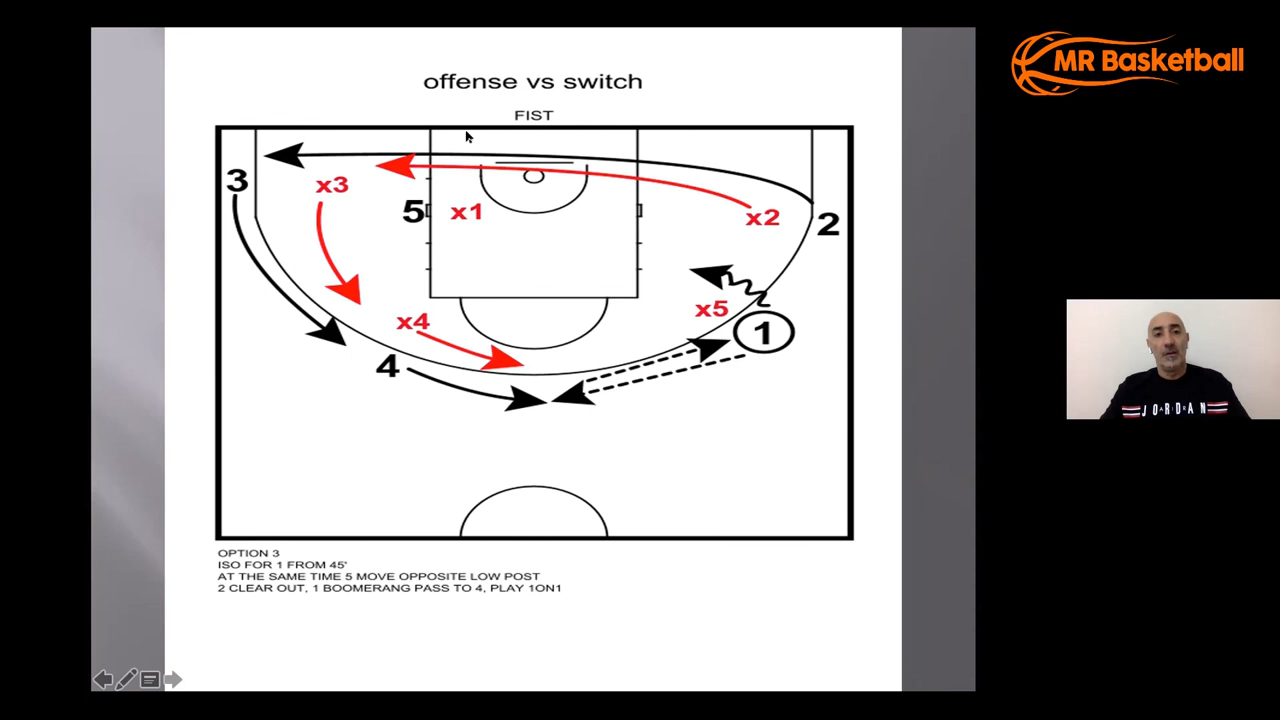 MR Basketball
offense vs switch
FIST
3
x3
5
x1
x2
2
x4
x5
1
4
JORDAN
OPTION 3
ISO FOR 1 FROM 45'
AT THE SAME TIME 5 MOVE OPPOSITE LOW POST
2 CLEAR OUT, 1 BOOMERANG PASS TO 4, PLAY 1ON1